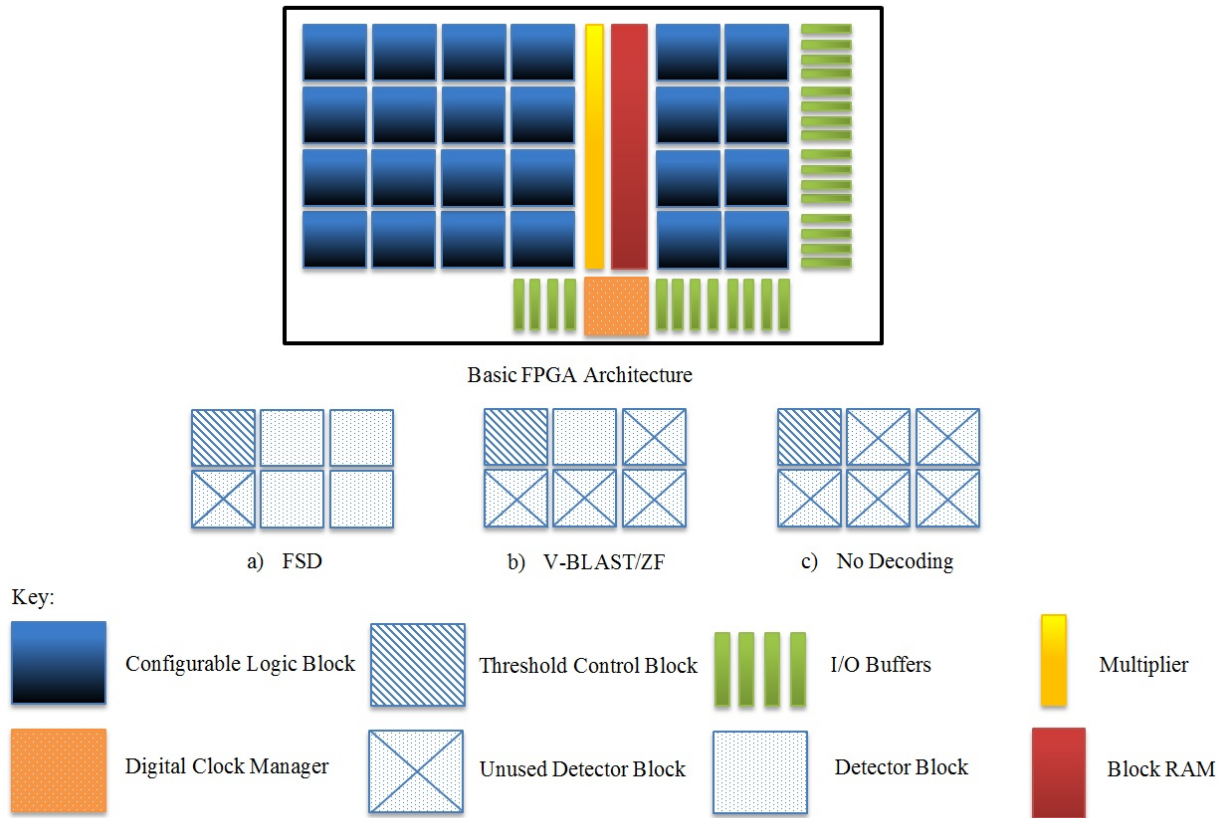 Basic FPGA Architecture
a) FSD
b) V-BLAST/ZF
c) No Decoding
Key:
Configurable Logic Block
Threshold Control Block
I/O Buffers
Multiplier
Digital Clock Manager
Unused Detector Block
Detector Block
Block RAM